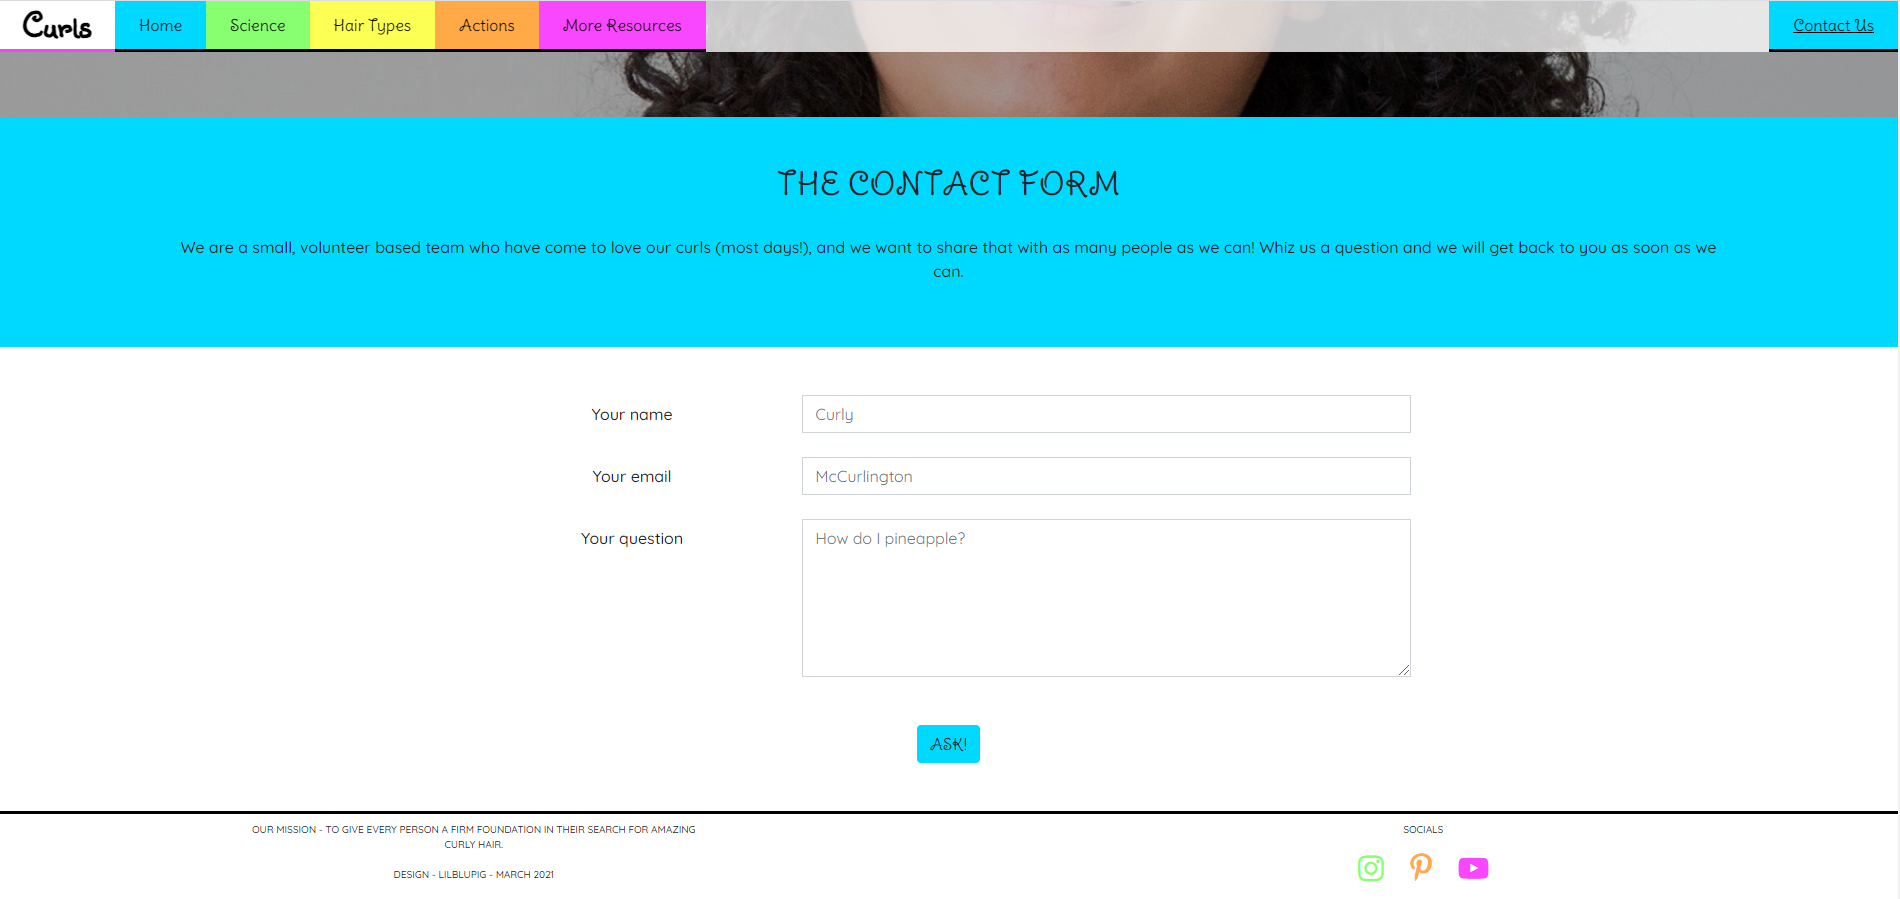 Curls
Home
Science
Hair Types
Actions
More Resources
Contact Us
THE CONTACT FORM
We are a small, volunteer based team who have come to love our curls (most days!), and we want to share that with as many people as we can! Whiz us a question and we will get back to you as soon as we
can.
Your name
Curly
Your email
McCurlington
Your question
How do I pineapple?
ASK!
OUR MISSION - TO GIVE EVERY PERSON A FIRM FOUNDATION IN THEIR SEARCH FOR AMAZING
CURLY HAIR.
DESIGN - LILBLUPIG - MARCH 2021
SOCIALS